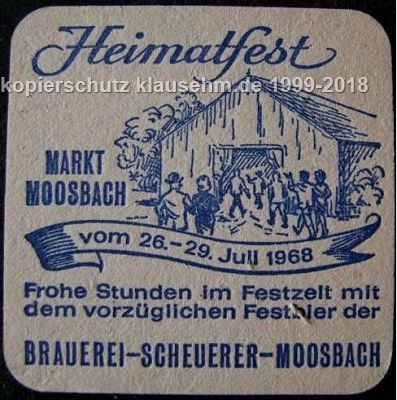 Heimatfest
kopierschutz klausehm.de 1999-2018
MARKT
MOOSBACH
vom 26.-29. Juli 1968
Frohe Stunden im Festzelt mit
dem vorzüglichen Festbier der
BRAUEREI-SCHEUERER-MOOSBACH